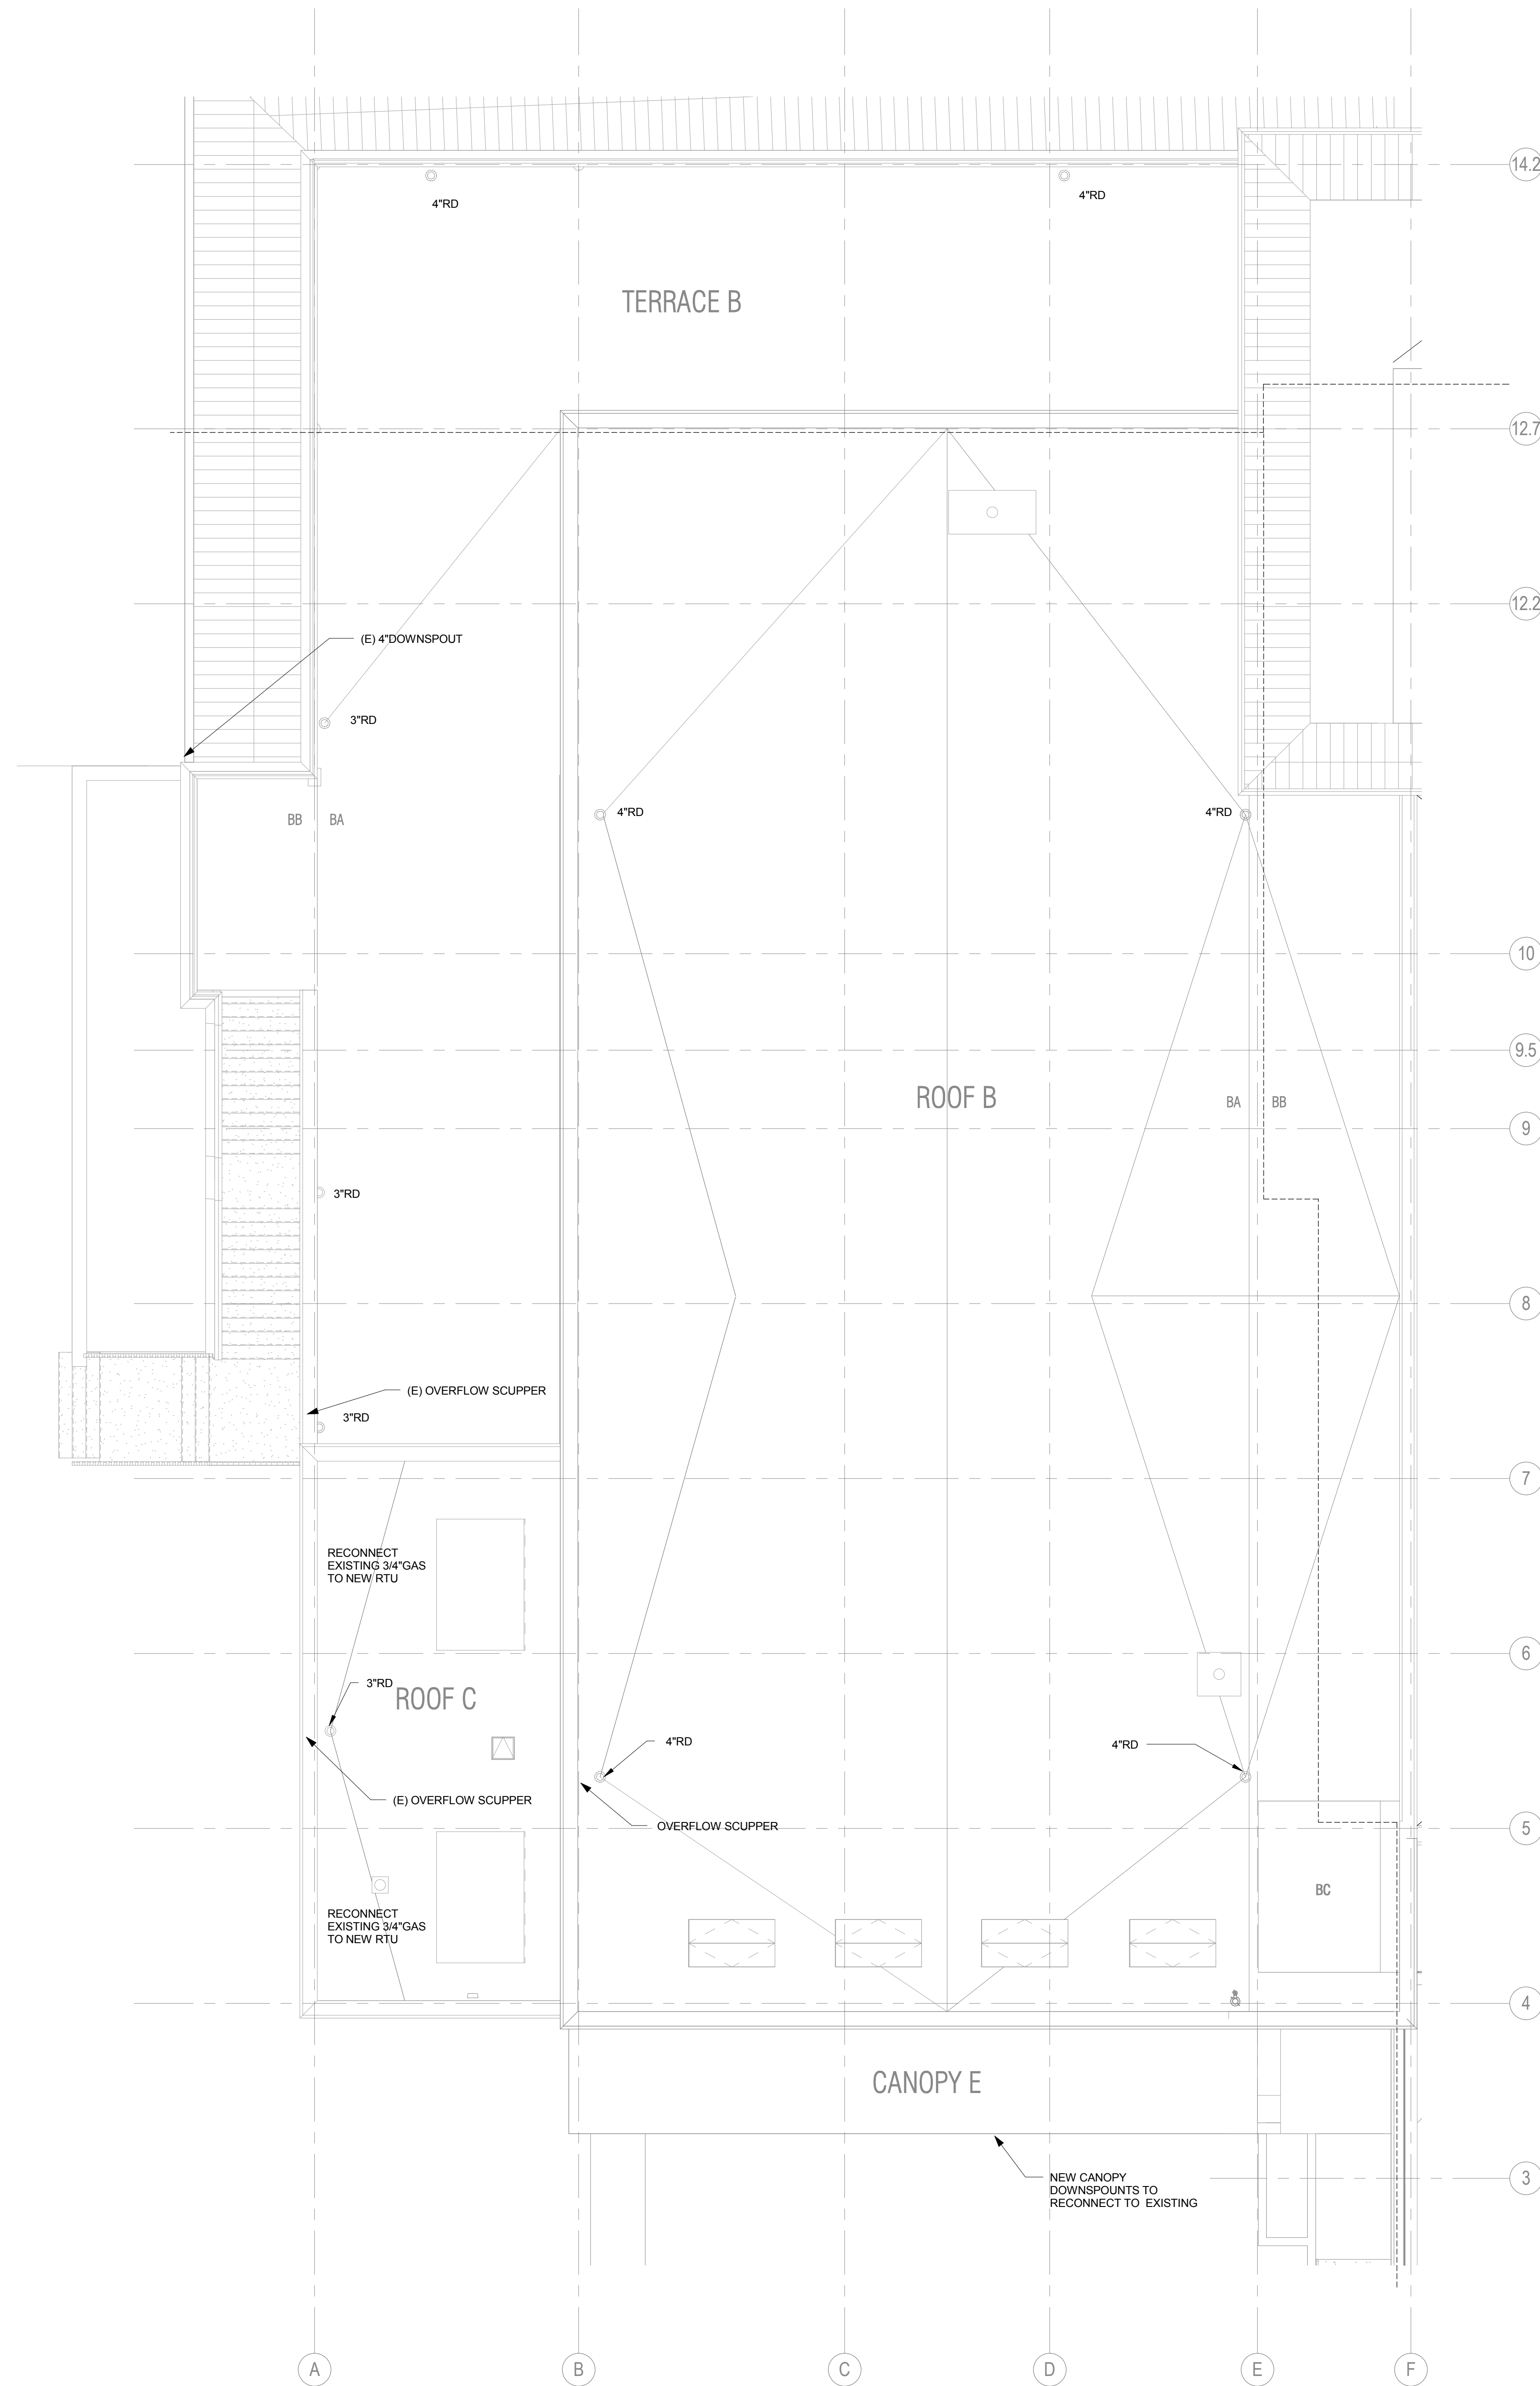 14.2
4"RD
4"RD
TERRACE B
12.7
12.2
(E) 4"DOWNSPOUT
3"RD
4"RD
4"RD
BB
BA
10
9.5
ROOF B
BA
BB
9
3"RD
8
(E) OVERFLOW SCUPPER
3"RD
7
RECONNECT
EXISTING 3/4"GAS
TO NEW RTU
6
3"RD
ROOF C
4"RD
4"RD
(E) OVERFLOW SCUPPER
OVERFLOW SCUPPER
5
BC
RECONNECT
EXISTING 3/4"GAS
TO NEW RTU
4
CANOPY E
NEW CANOPY
DOWNSPOUNTS TO
RECONNECT TO  EXISTING
3
A
B
C
D
E
F